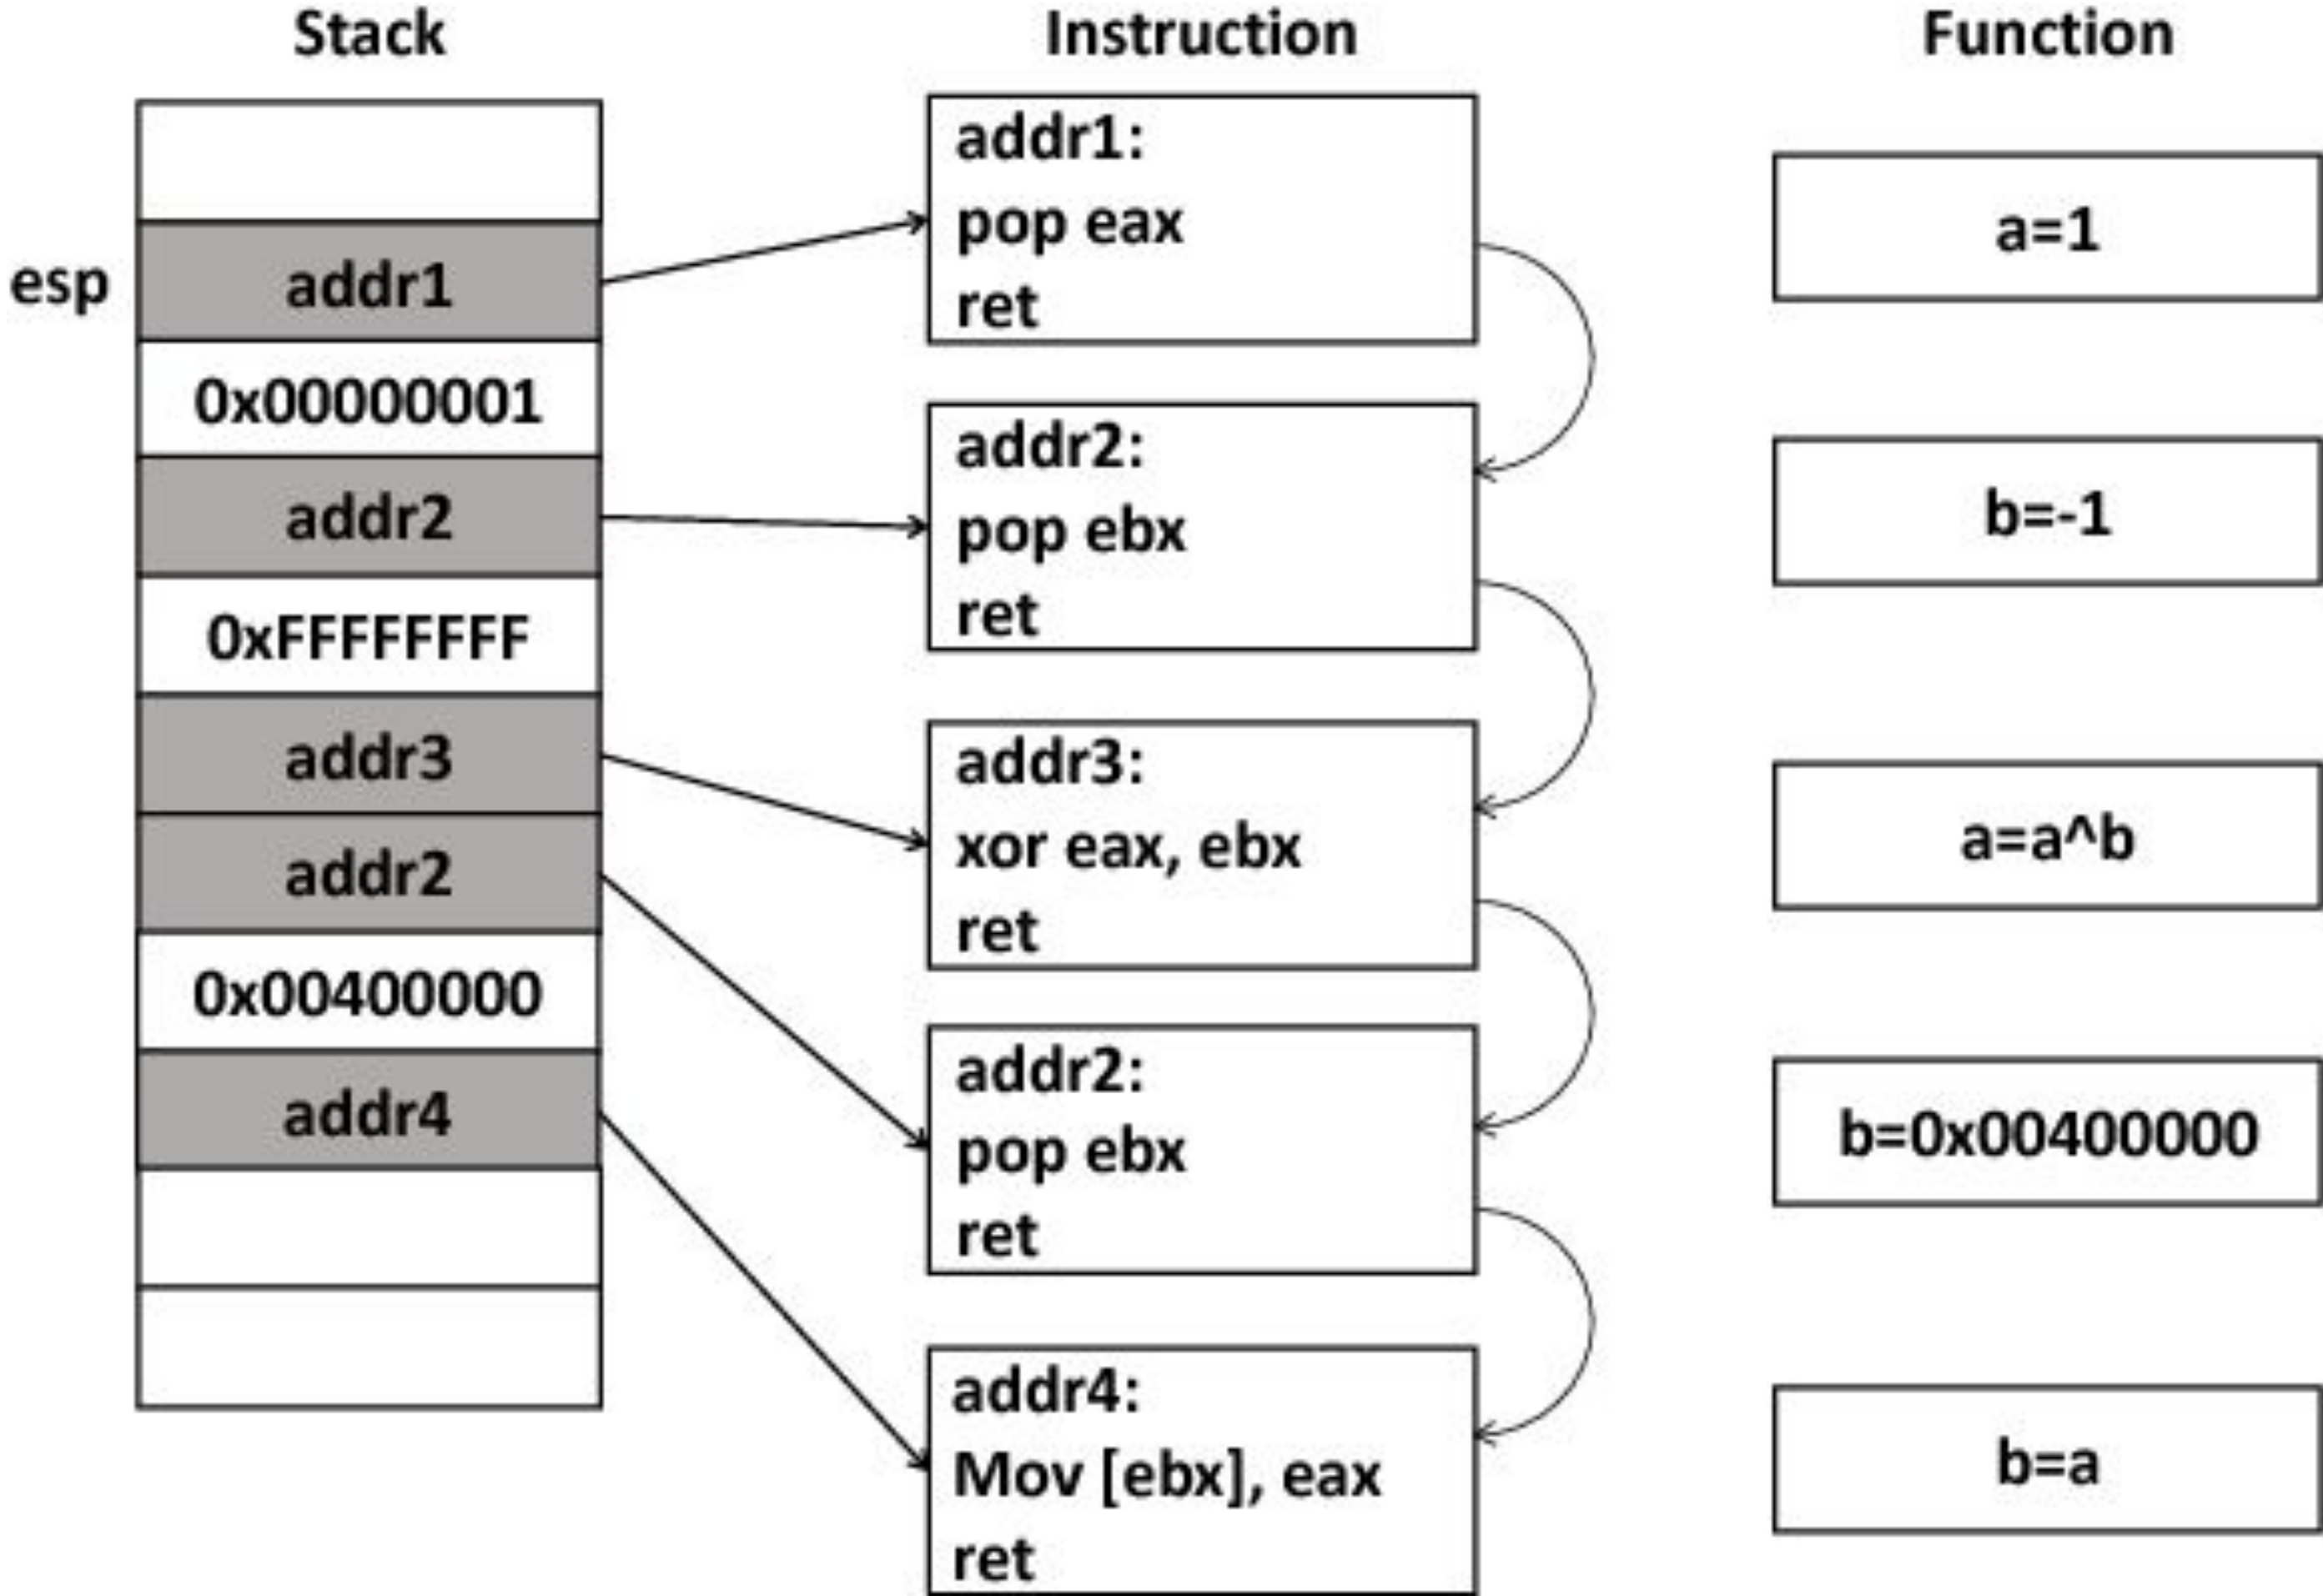 Stack
Instruction
Function
esp
addr1
0x00000001
addr2
0xFFFFFFFF
addr3
addr2
0x00400000
addr4
addr1:
pop eax
ret
addr2:
pop ebx
ret
addr3:
xor eax, ebx
ret
addr2:
pop ebx
ret
addr4:
Mov [ebx], eax
ret
a=1
b=-1
a=a^b
b=0x00400000
b=a